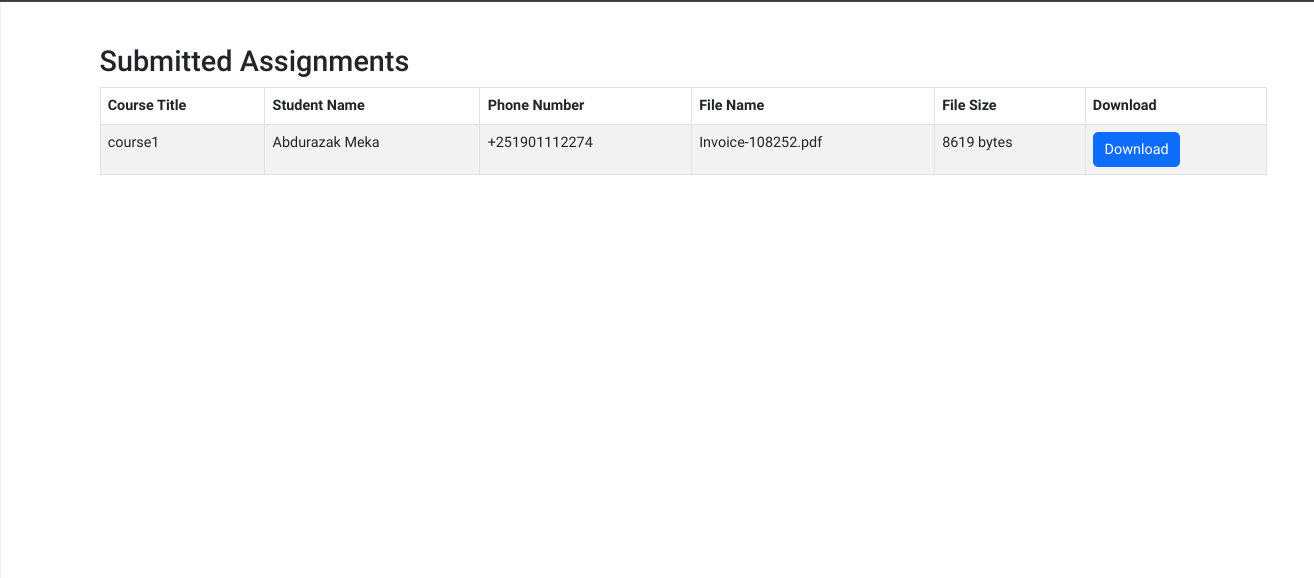 Submitted Assignments
Course Title Student Name Phone Number File Name File Size Download
course1 Abdurazak Meka +251901112274 Invoice-108252.pdf 8619 bytes Download